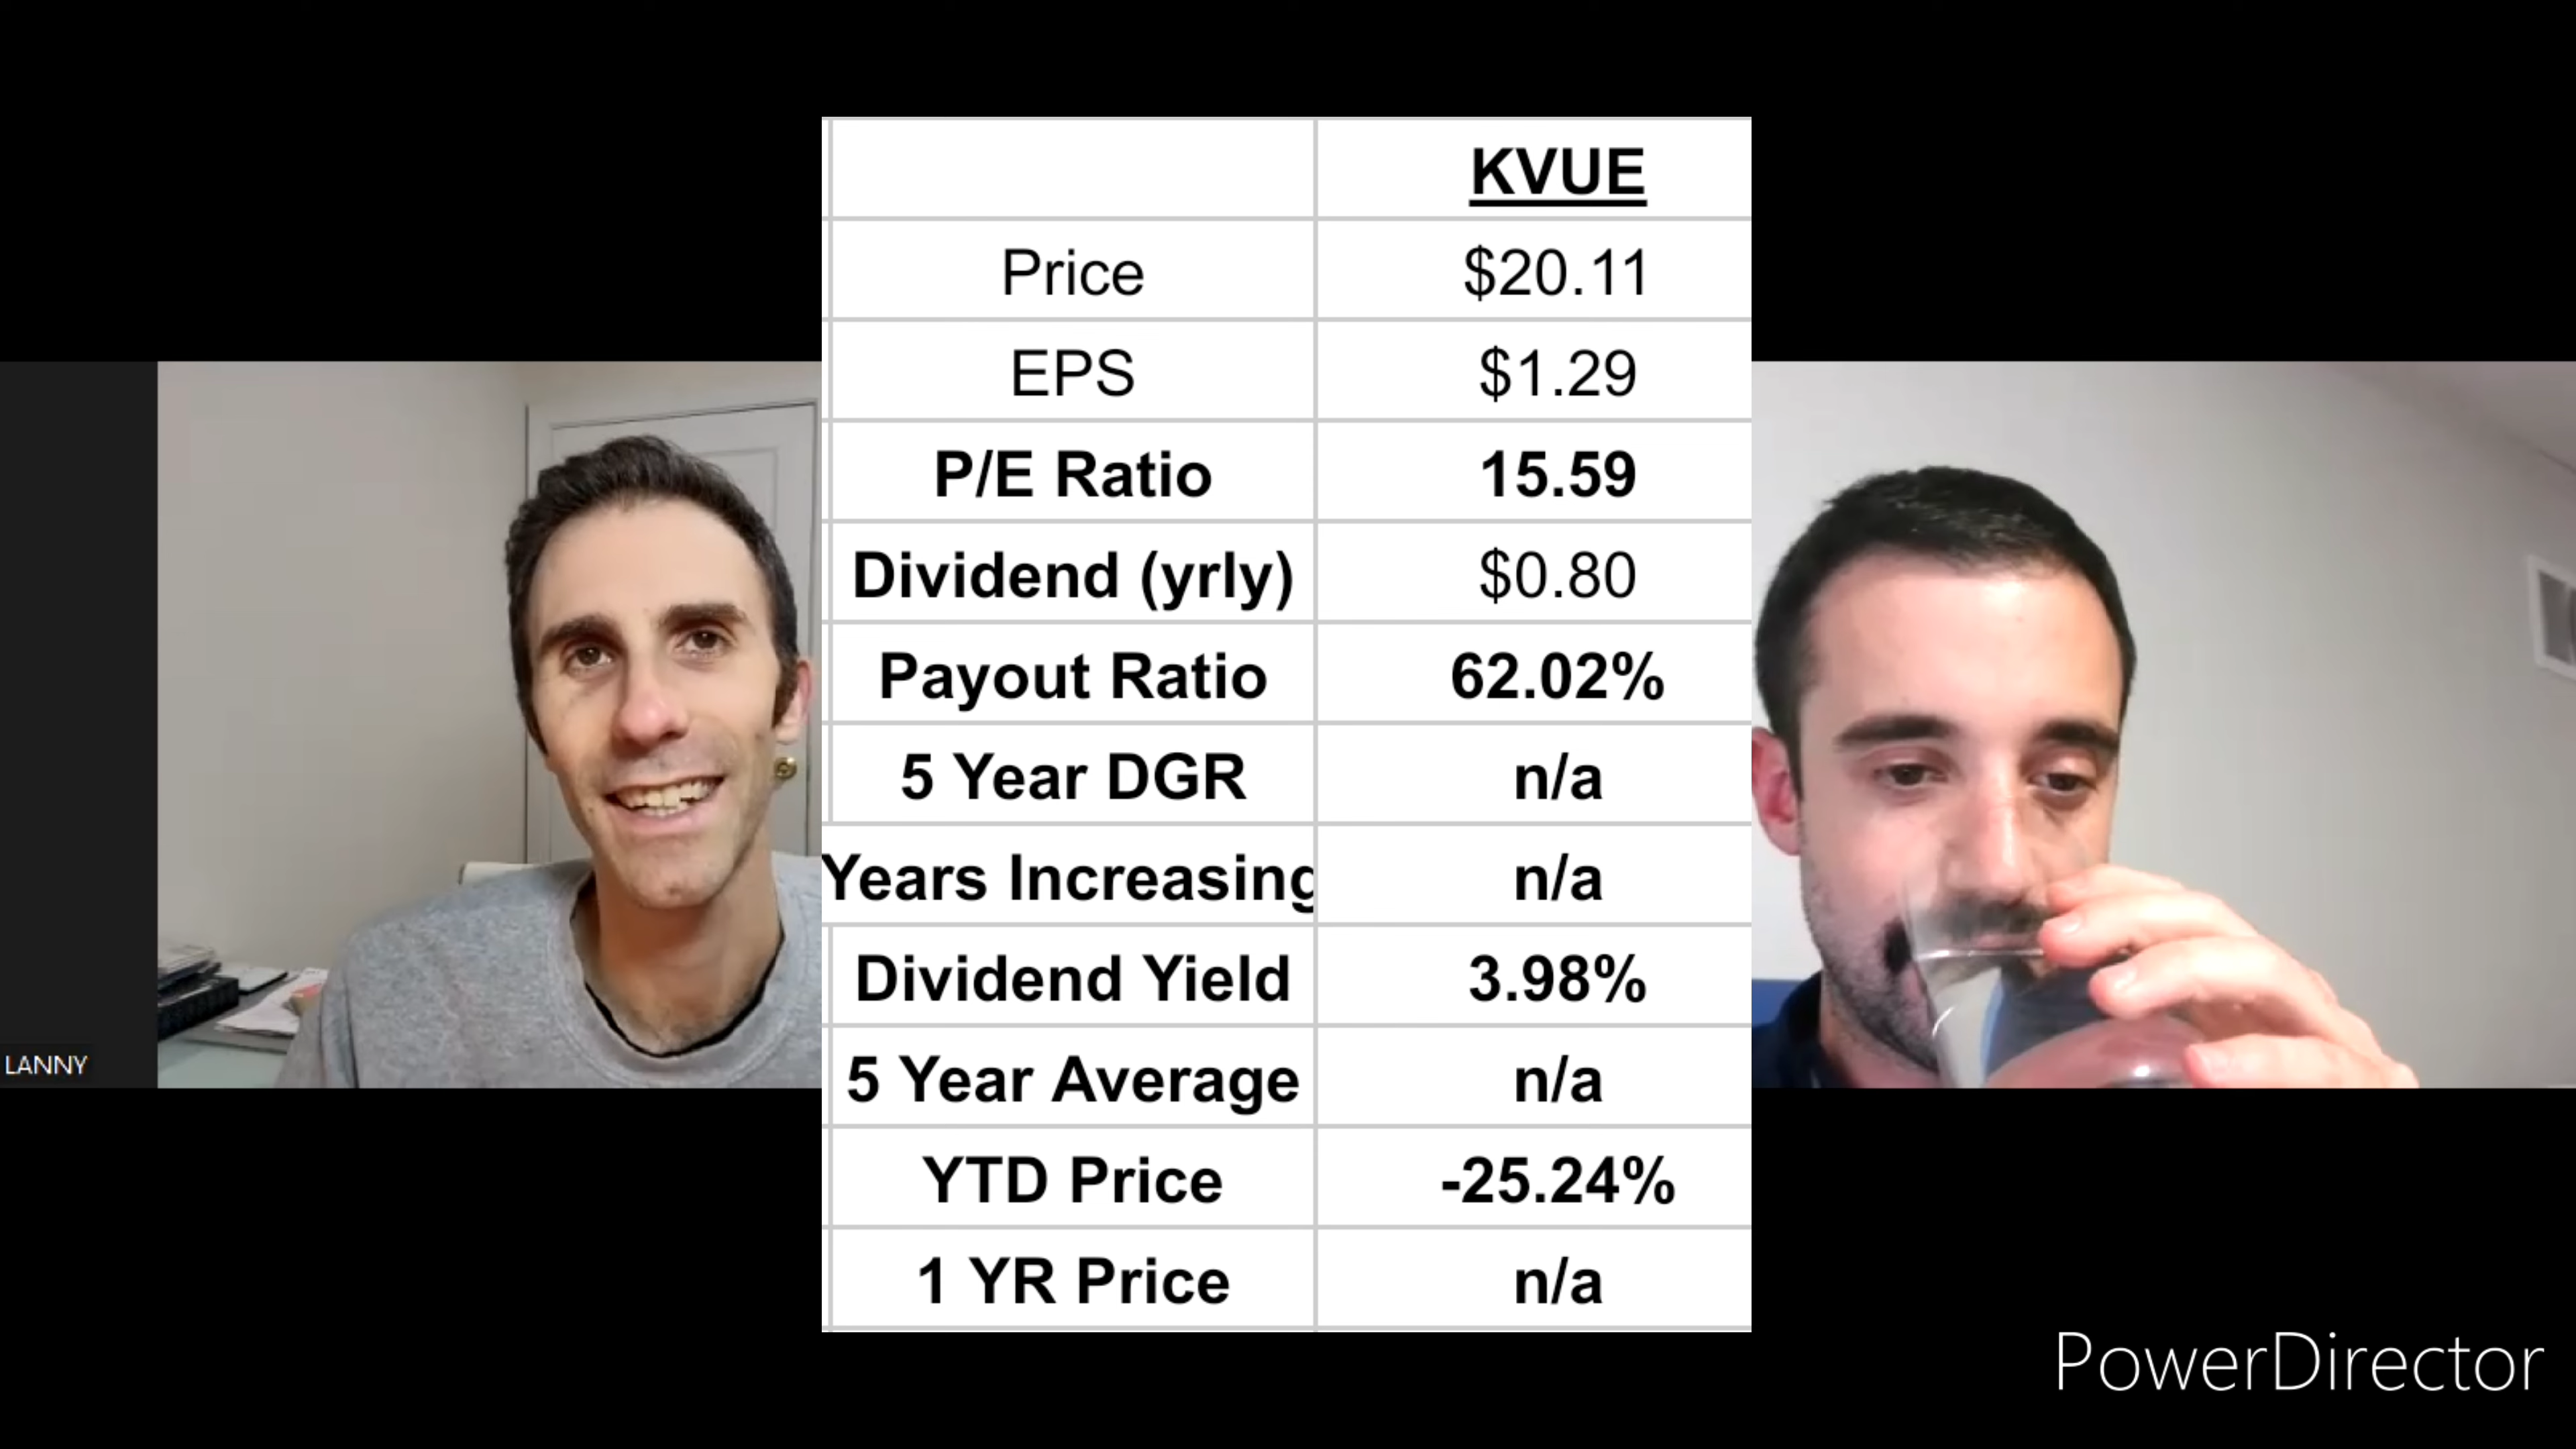 KVUE
Price $20.11
EPS $1.29
P/E Ratio 15.59
Dividend (yrly) $0.80
Payout Ratio 62.02%
5 Year DGR n/a
Years Increasing n/a
Dividend Yield 3.98%
5 Year Average n/a
YTD Price -25.24%
1 YR Price n/a
LANNY
PowerDirector